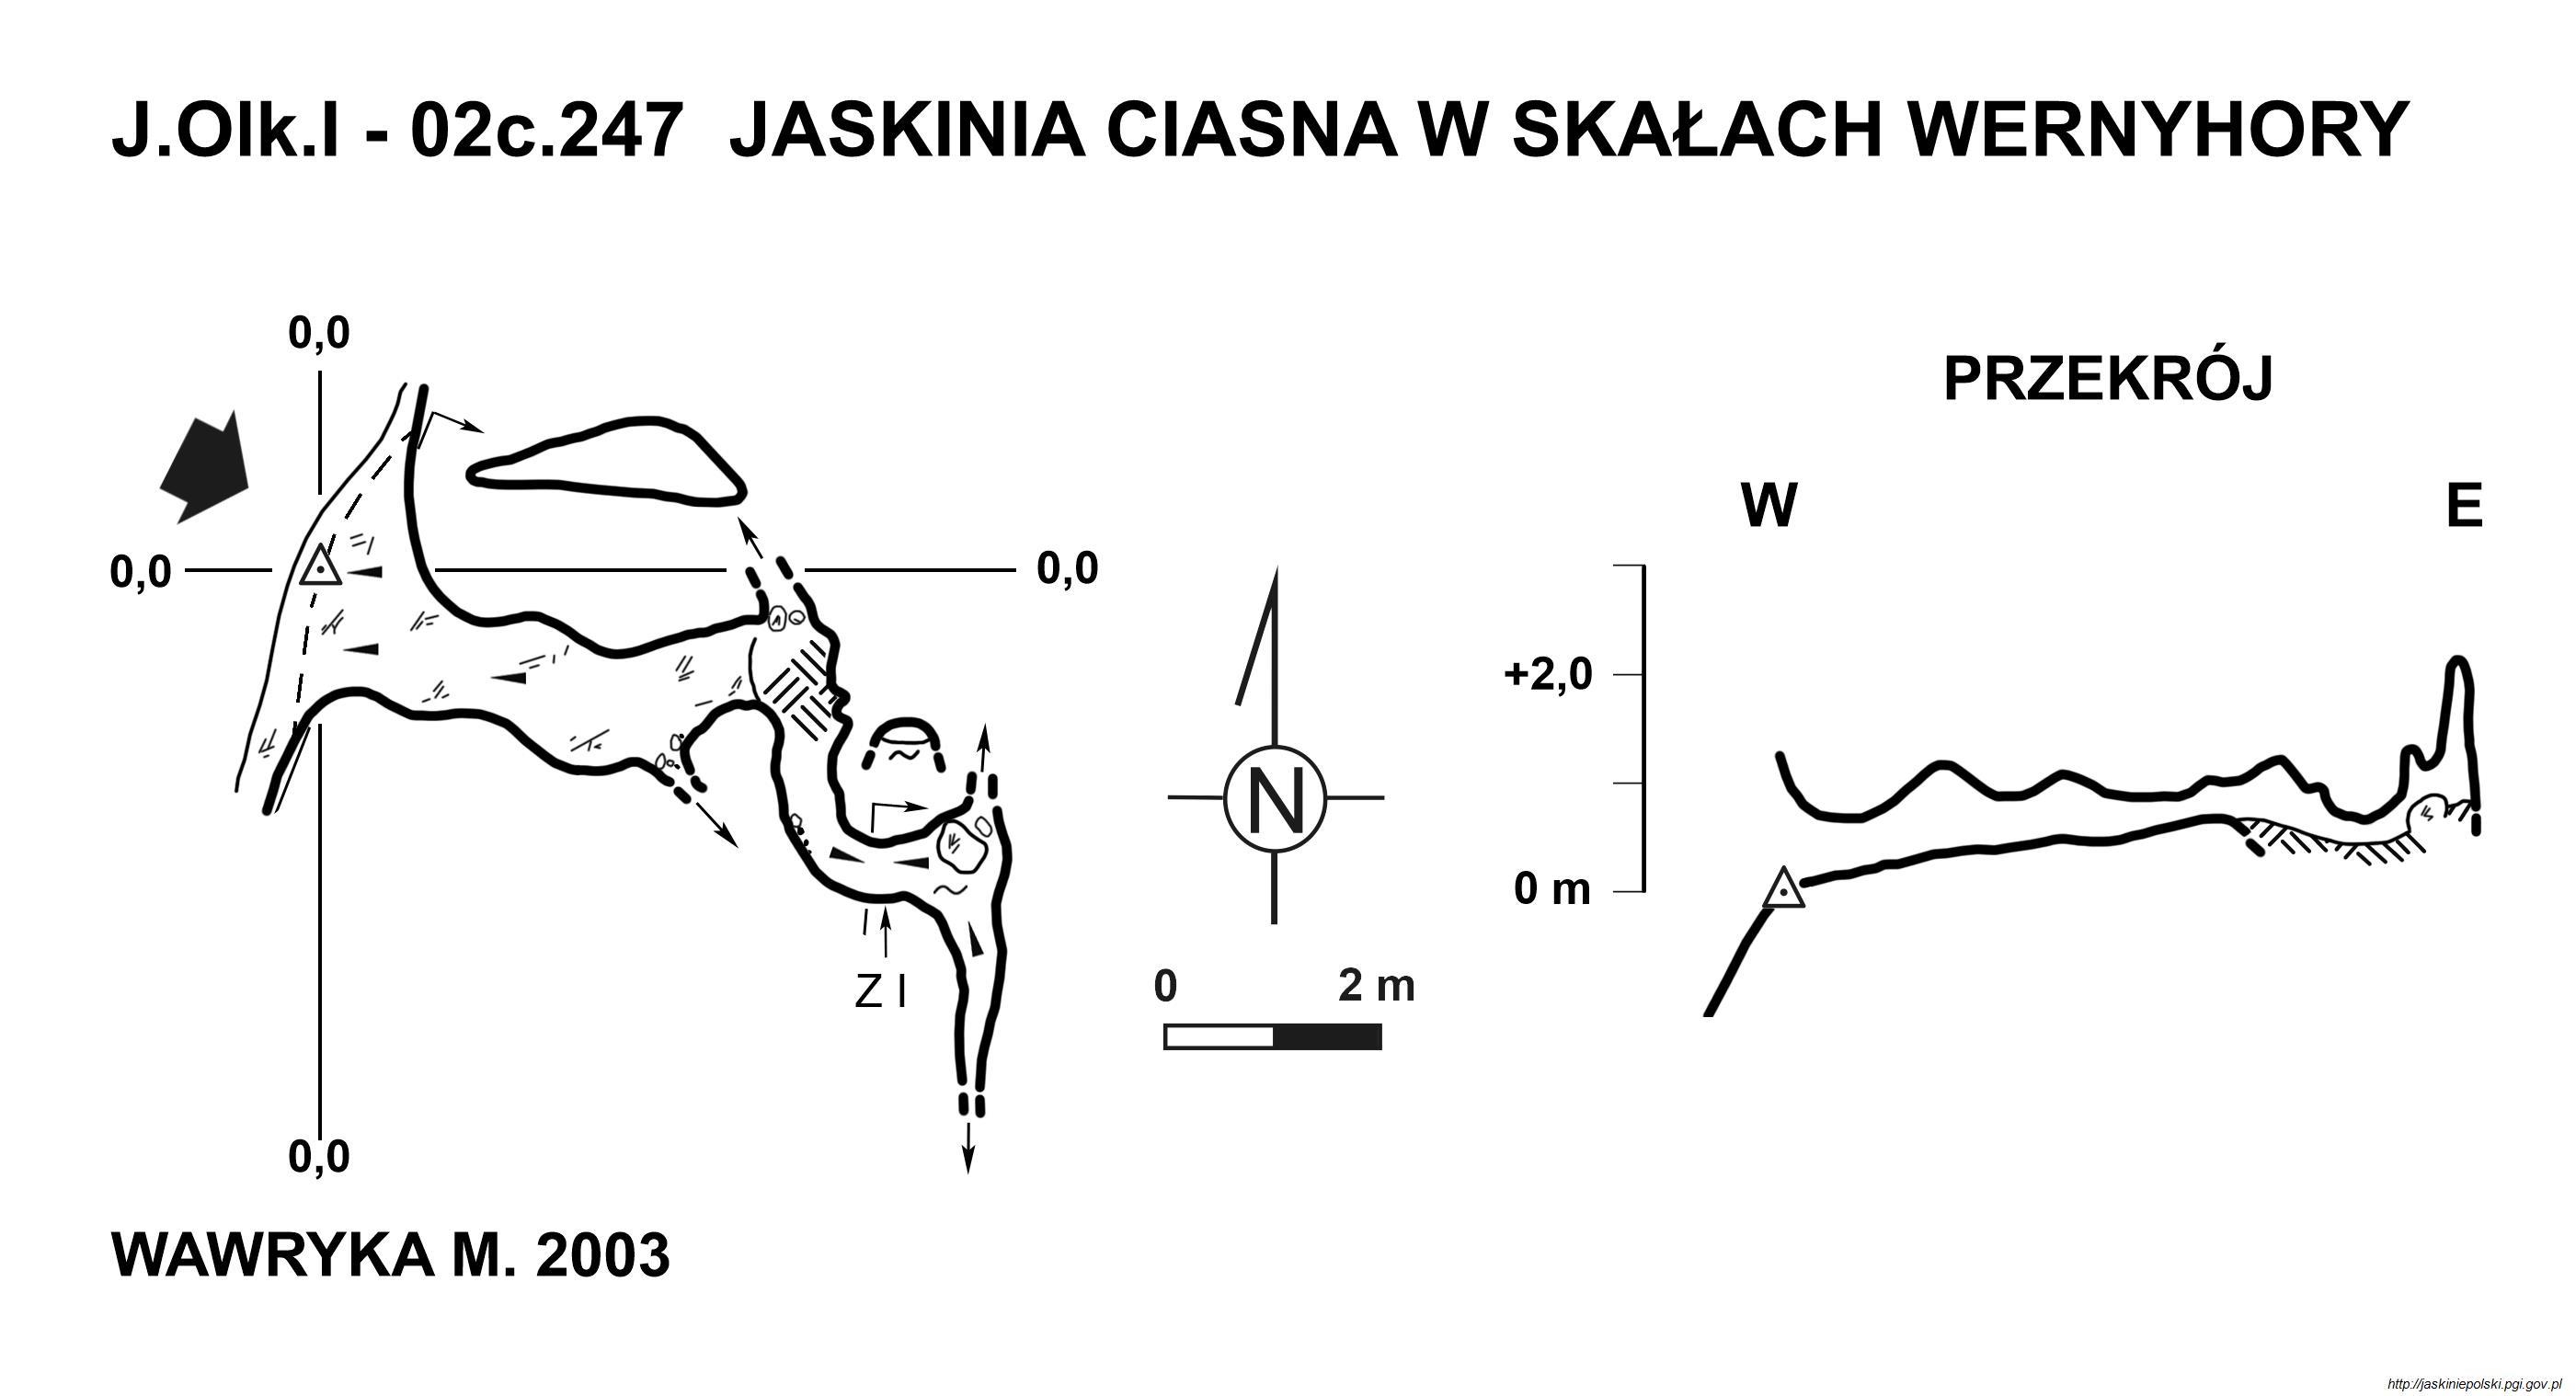 J.Olk.I - 02c.247 JASKINIA CIASNA W SKAŁACH WERNYHORY
0,0
0,0
0,0
0,0
Z I
N
0 2 m
PRZEKRÓJ
W E
+2,0
0 m
WAWRYKA M. 2003
http://jaskiniepolski.pgi.gov.pl